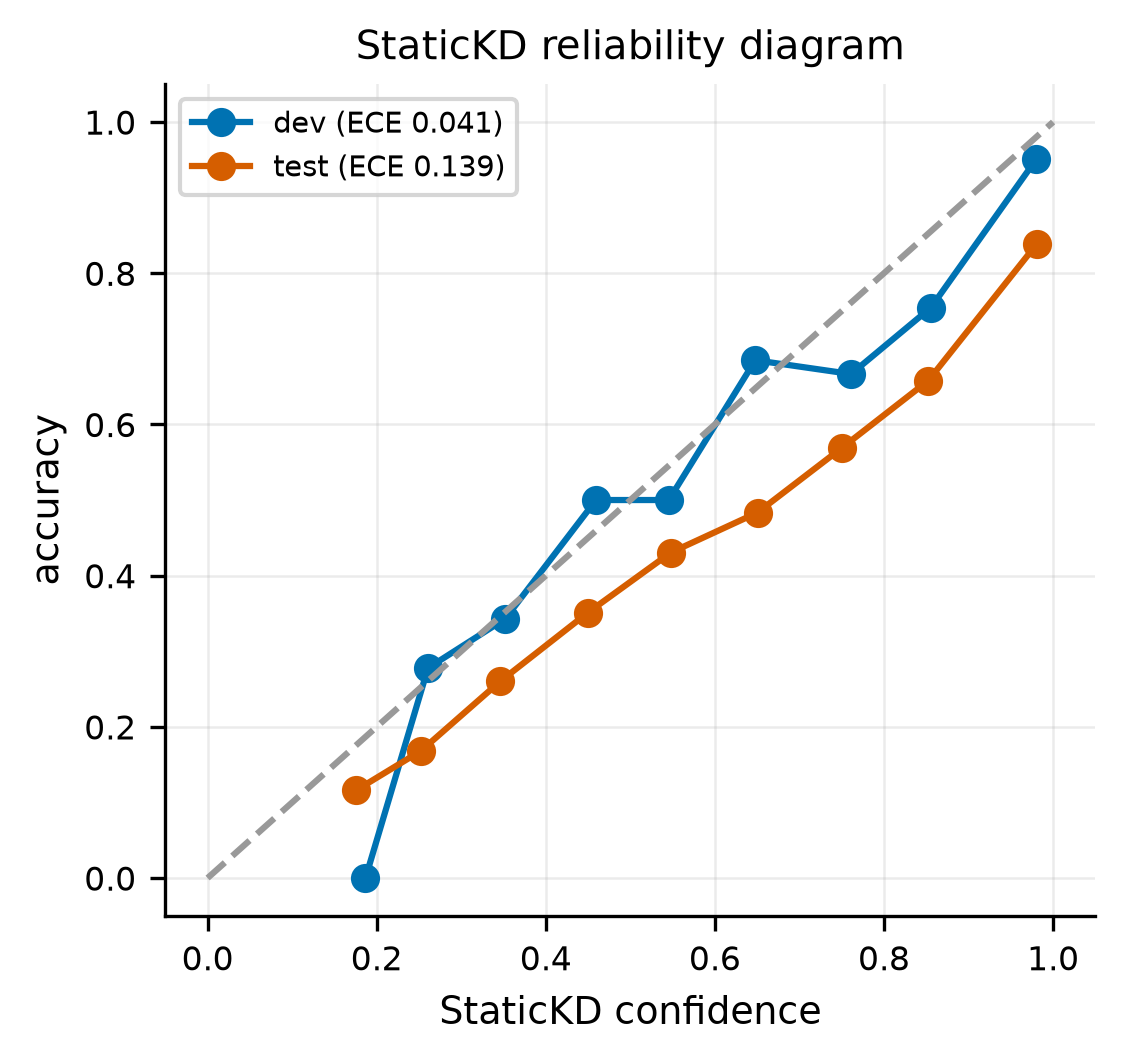 StaticKD reliability diagram
dev (ECE 0.041)
test (ECE 0.139)
1.0
0.8
0.6
0.4
0.2
0.0
accuracy
0.0 0.2 0.4 0.6 0.8 1.0
StaticKD confidence